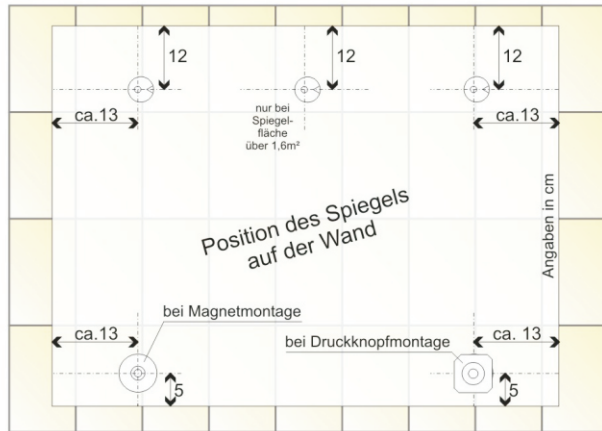 12
12
12
ca.13
nur bei
Spiegel-
fläche
über 1,6m²
ca.13
Position des Spiegels
auf der Wand
Angaben in cm
bei Magnetmontage
ca.13
bei Druckknopfmontage
ca. 13
5
5